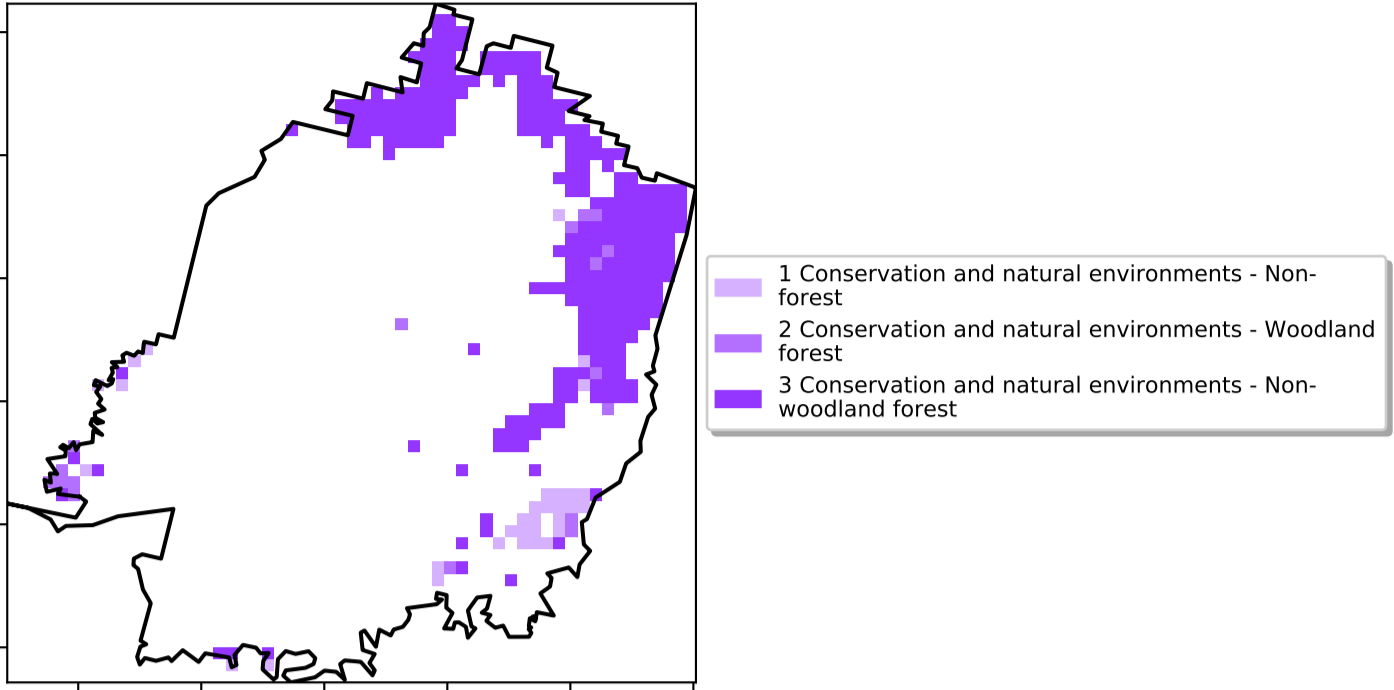 1 Conservation and natural environments - Non-
forest
2 Conservation and natural environments - Woodland
forest
3 Conservation and natural environments - Non-
woodland forest